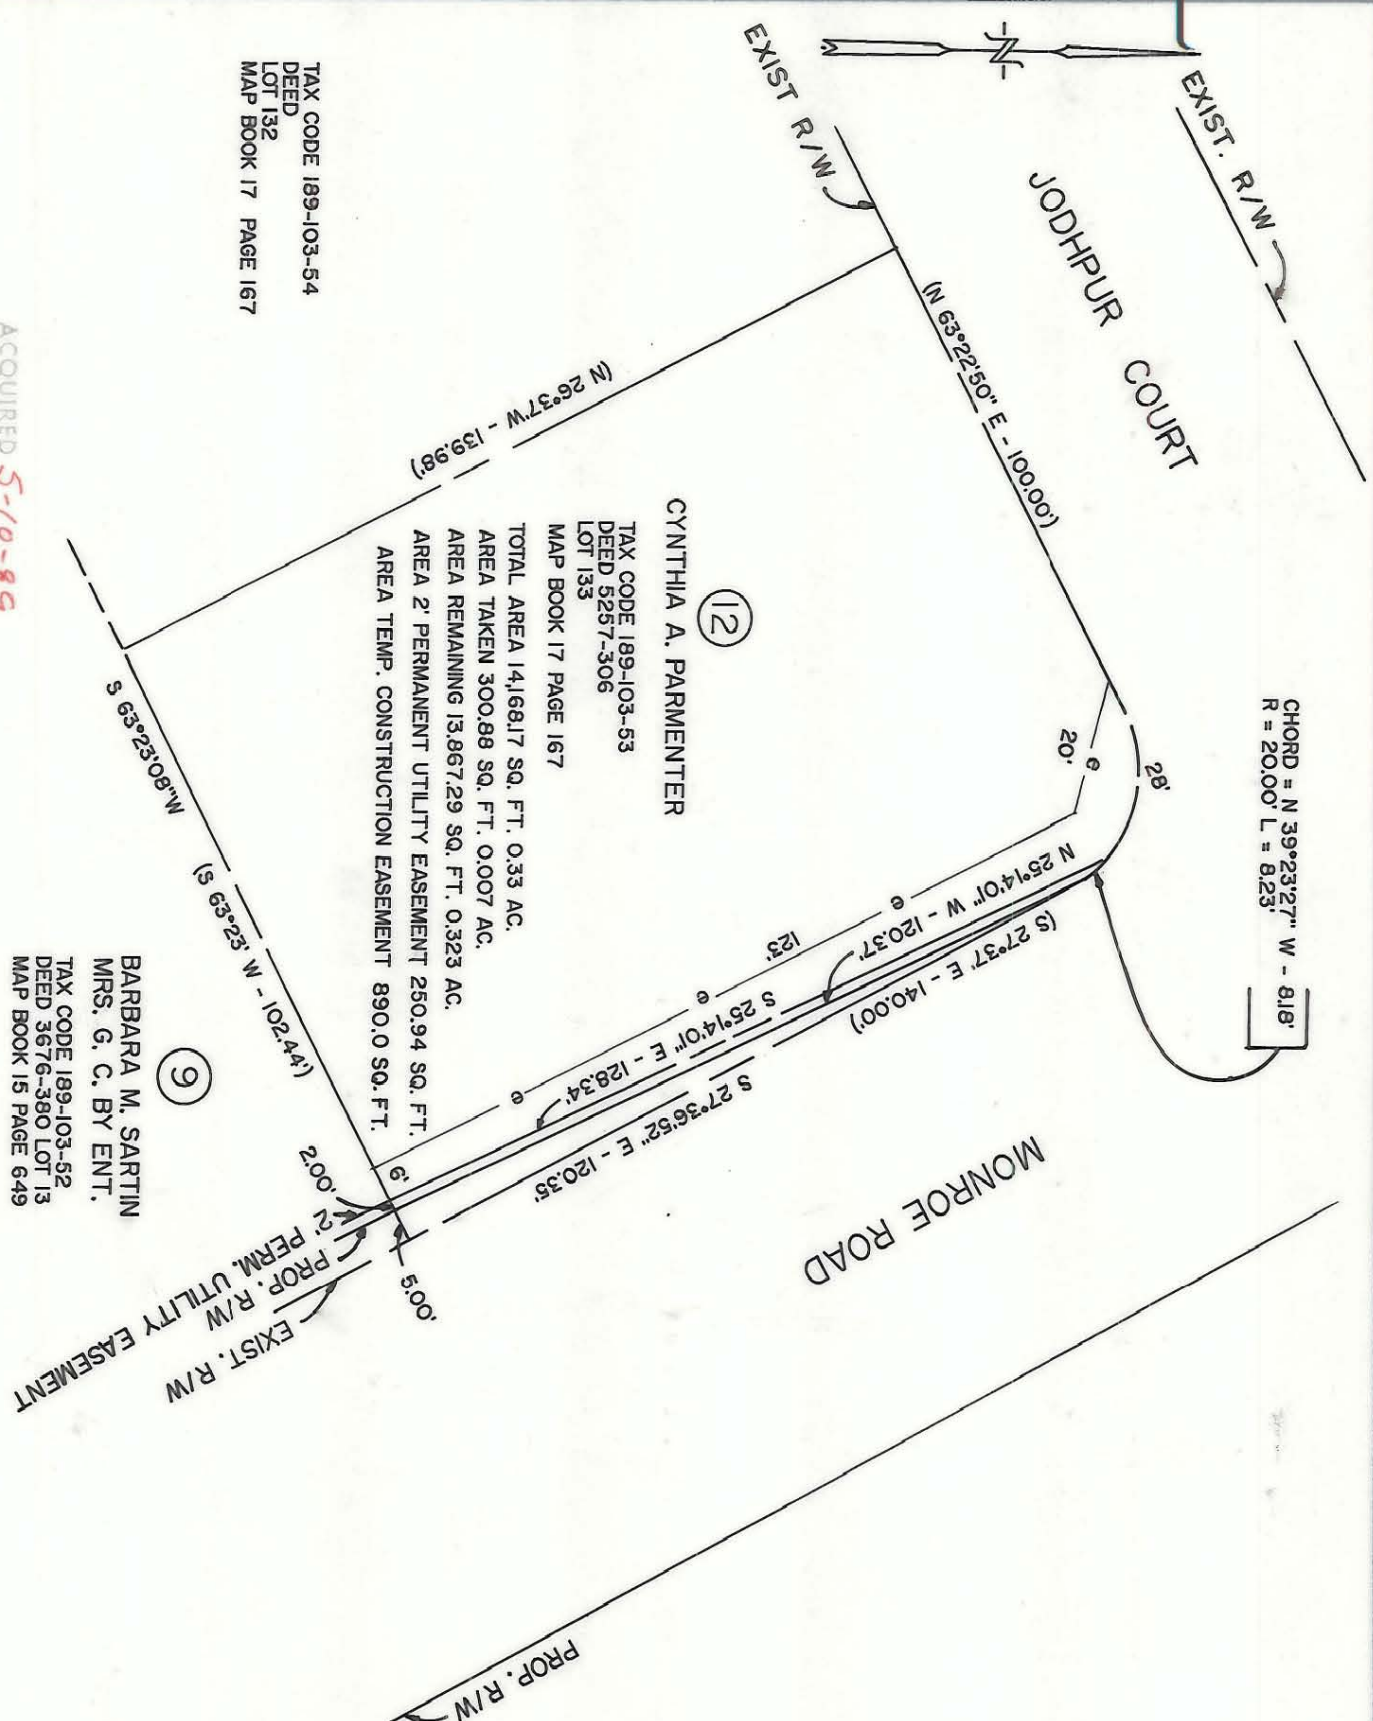 N
EXIST. R/W
JODHPUR COURT
EXIST R/W
(N 63°22'50" E - 100.00')
CHORD = N 39°23'27" W - 8.18'
R = 20.00' L = 8.23'
28'
20'
e
TAX CODE 189-103-54
DEED
LOT 132
MAP BOOK 17 PAGE 167
(N 26°37'W - 139.98')
12
CYNTHIA A. PARMENTER
TAX CODE 189-103-53
DEED 5257-306
LOT 133
MAP BOOK 17 PAGE 167
TOTAL AREA 14,168.17 SQ. FT. 0.33 AC.
AREA TAKEN 300.88 SQ. FT. 0.007 AC.
AREA REMAINING 13,867.29 SQ. FT. 0.323 AC.
AREA 2' PERMANENT UTILITY EASEMENT 250.94 SQ. FT.
AREA TEMP. CONSTRUCTION EASEMENT 890.0 SQ. FT.
N 25°14'01" W - 120.37'
(S 27°37' E - 140.00')
e
123'
e
S 25°14'01" E - 128.34'
e
S 27°36'52" E - 120.35'
MONROE ROAD
6'
S 63°23'08"W
(S 63°23' W - 102.44')
2.00'
5.00'
2' PERM. UTILITY EASEMENT
PROP. R/W
EXIST. R/W
9
BARBARA M. SARTIN
MRS. G. C. BY ENT.
TAX CODE 189-103-52
DEED 3676-380 LOT 13
MAP BOOK 15 PAGE 649
PROP. R/W
ACQUIRED 5-10-89